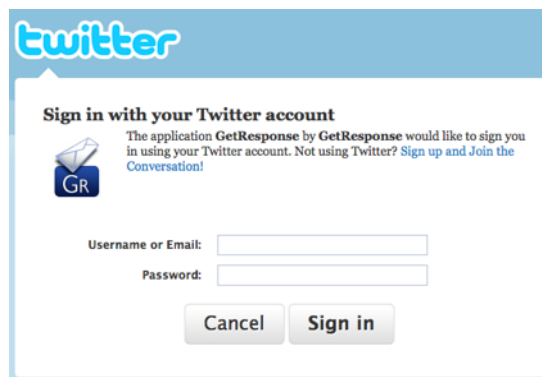 twitter
Sign in with your Twitter account
The application GetResponse by GetResponse would like to sign you
in using your Twitter account. Not using Twitter? Sign up and Join the
Conversation!
GR
Username or Email:
Password:
Cancel Sign in